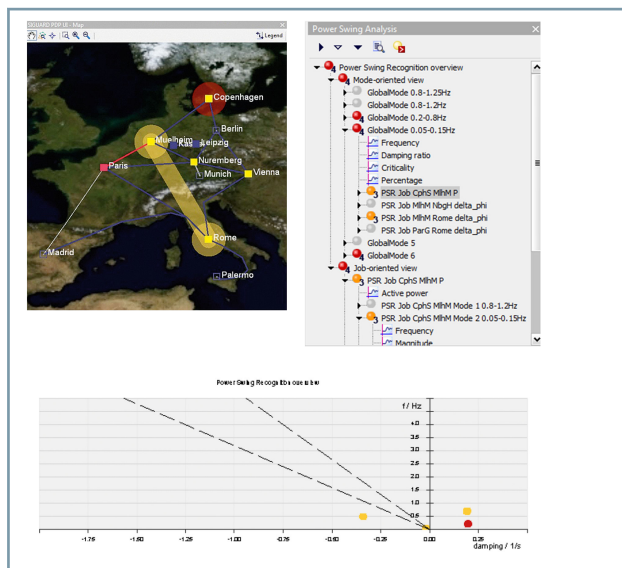 SIGUARD PDP UI - Map
Legend
Copenhagen
Berlin
Muelheim
Kas
Leipzig
Paris
Nuremberg
Munich
Vienna
Madrid
Rome
Palermo
Power Swing Analysis
Power Swing Recognition overview
Mode-oriented view
GlobalMode 0.8-1.25Hz
GlobalMode 0.8-1.2Hz
GlobalMode 0.2-0.8Hz
GlobalMode 0.05-0.15Hz
Frequency
Damping ratio
Criticality
Percentage
PSR Job CphS MlhM P
PSR Job MlhM NbgH delta_phi
PSR Job MlhM Rome delta_phi
PSR Job ParG Rome delta_phi
GlobalMode 5
GlobalMode 6
Job-oriented view
PSR Job CphS MlhM P
Active power
PSR Job CphS MlhM Mode 1 0.8-1.2Hz
PSR Job CphS MlhM Mode 2 0.05-0.15Hz
Frequency
Magnitude
Power Swing Recognition overview
f / Hz
4.0
3.5
3.0
2.5
2.0
1.5
1.0
0.5
-1.75 -1.50 -1.25 -1.00 -0.75 -0.50 -0.25 0.00 0.25
damping / 1/s